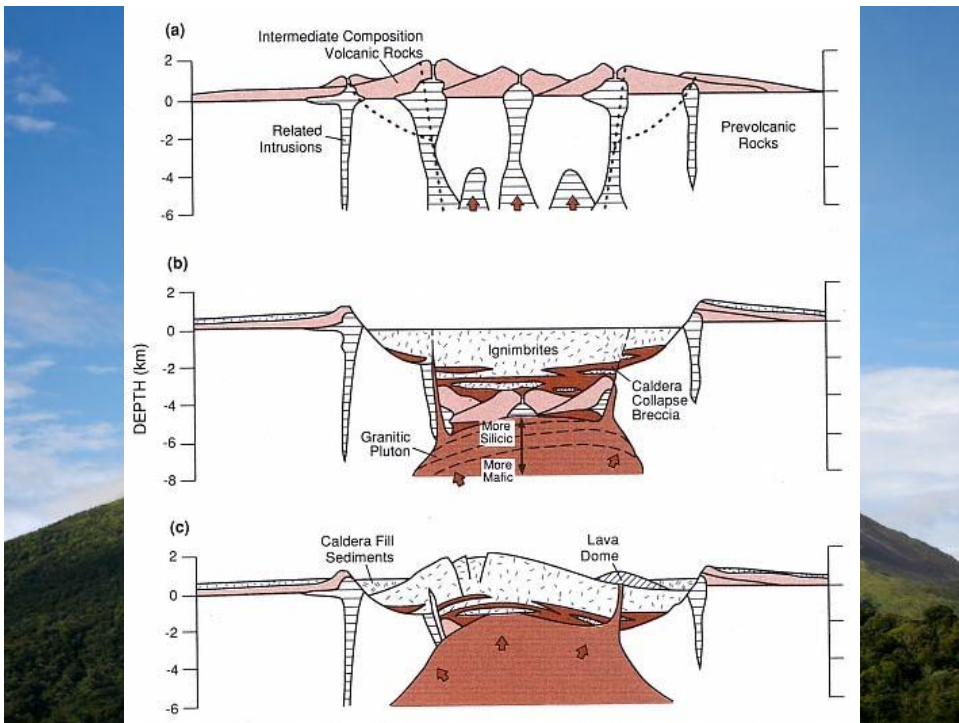 (a)
Intermediate Composition
Volcanic Rocks
2
0
-2
-4
-6
Related
Intrusions
Prevolcanic
Rocks
(b)
2
0
-2
-4
-6
-8
DEPTH (km)
Ignimbrites
Caldera
Collapse
Breccia
Granitic
Pluton
More
Silicic
More
Mafic
(c)
Caldera Fill
Sediments
Lava
Dome
2
0
-2
-4
-6